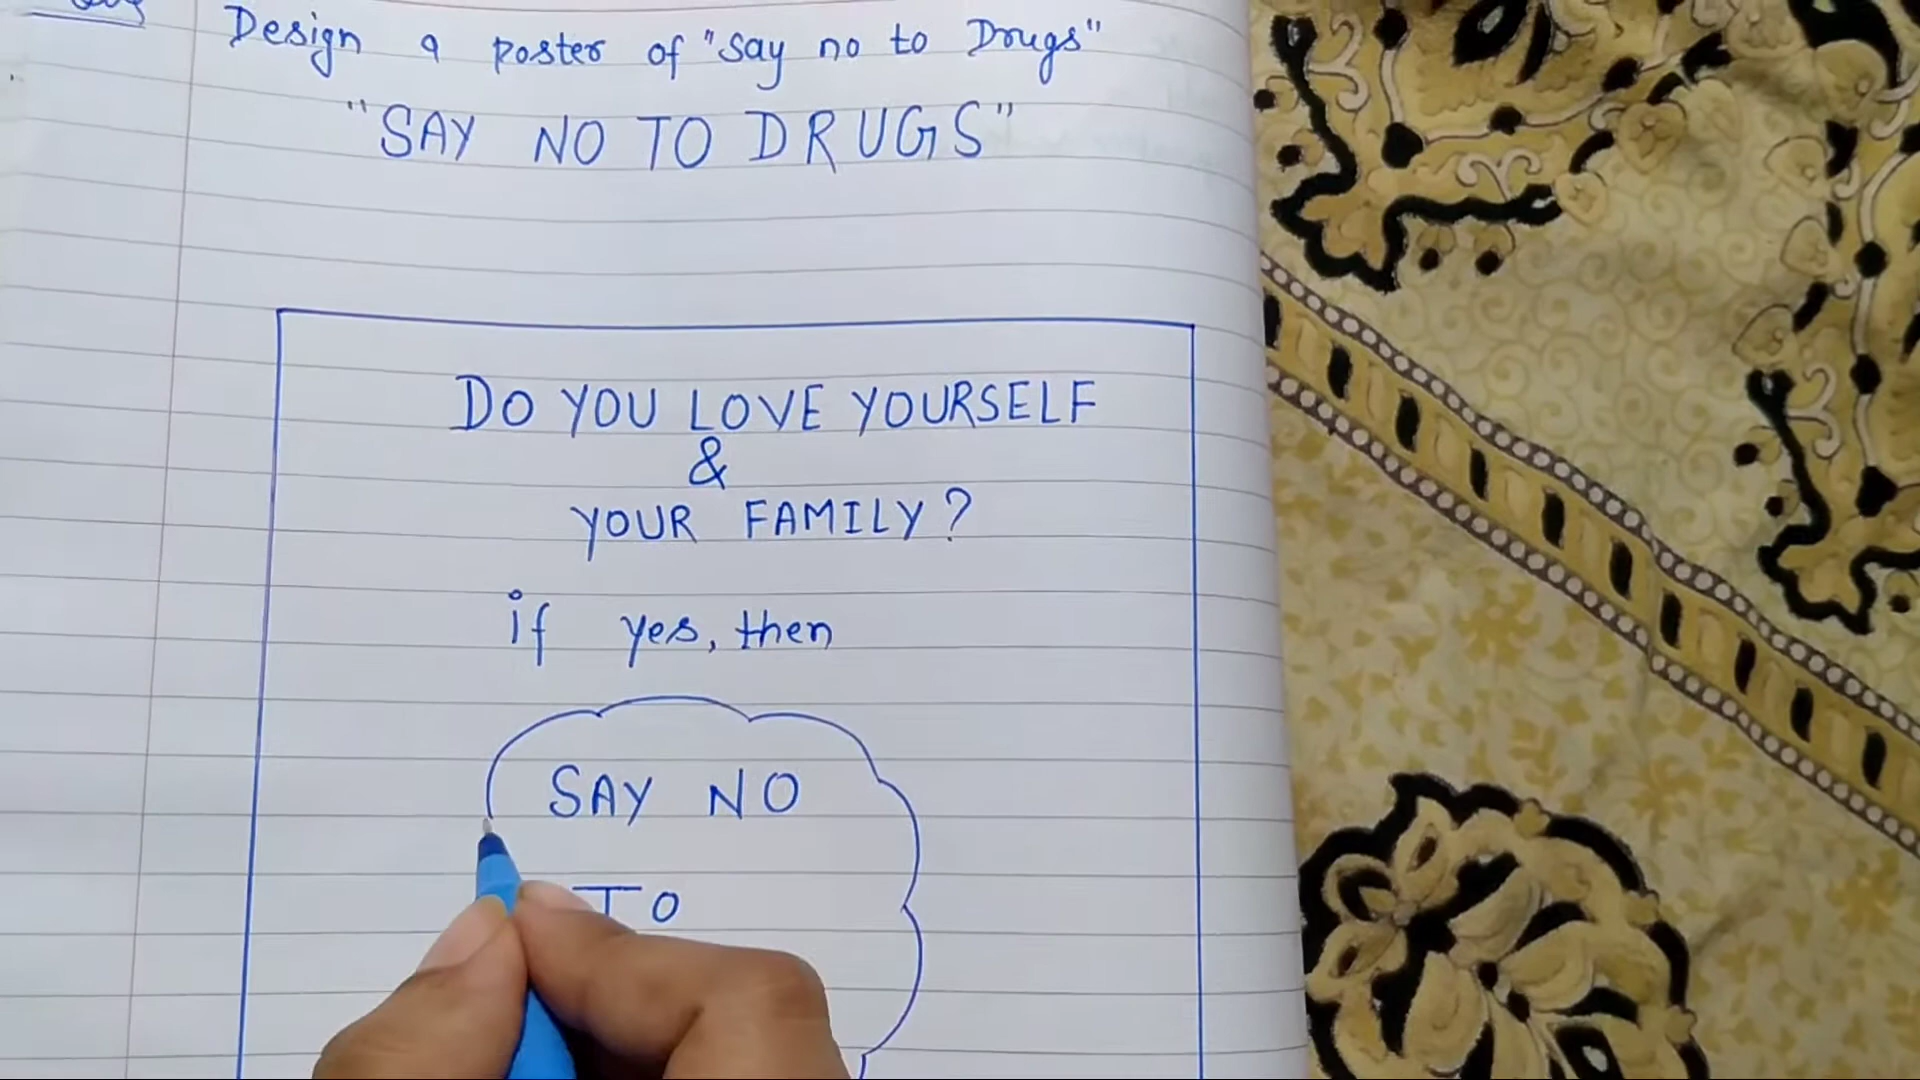 Design a poster of "Say no to Drugs"
"SAY NO TO DRUGS"
DO YOU LOVE YOURSELF
&
YOUR FAMILY?
if yes, then
SAY NO
TO